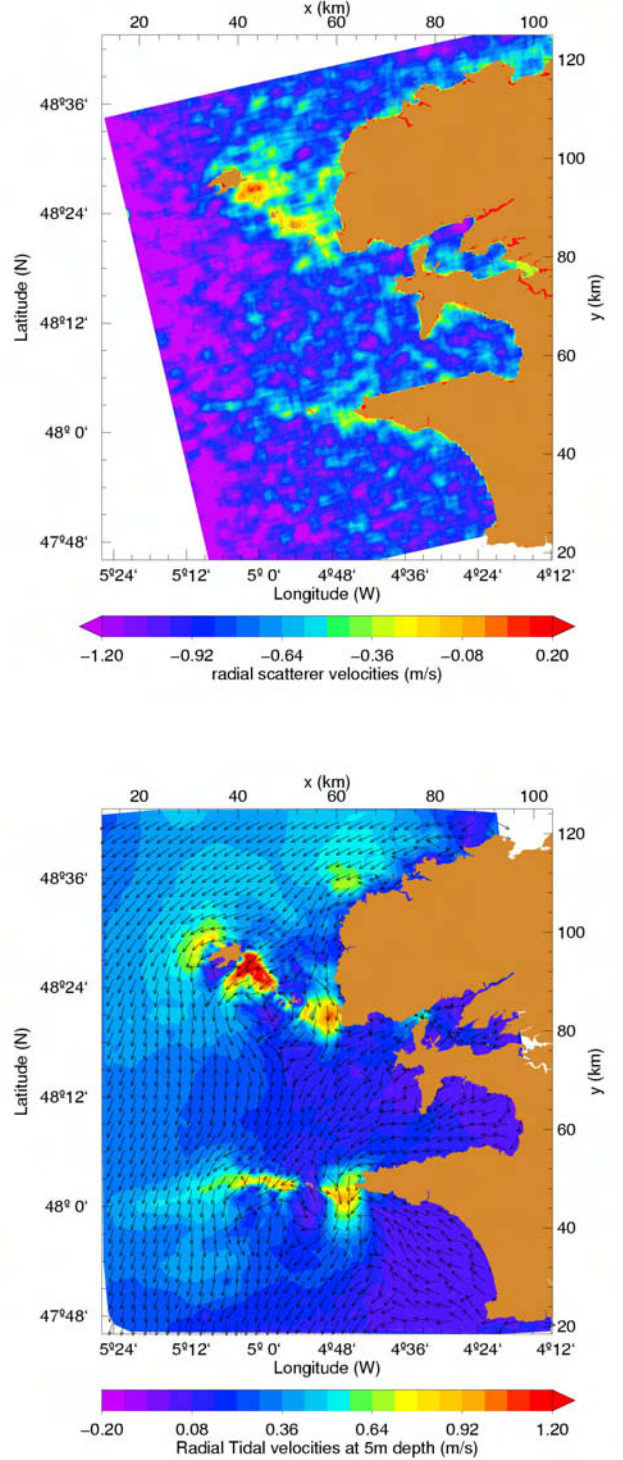 x (km)
20 40 60 80 100
48º36‘
48º24‘
48º12‘
48º 0‘
47º48‘
Latitude (N)
120
100
80
60
40
20
y (km)
5º24‘ 5º12‘ 5º 0‘ 4º48‘ 4º36‘ 4º24‘ 4º12‘
Longitude (W)
−1.20 −0.92 −0.64 −0.36 −0.08 0.20
radial scatterer velocities (m/s)
x (km)
20 40 60 80 100
48º36‘
48º24‘
48º12‘
48º 0‘
47º48‘
Latitude (N)
120
100
80
60
40
20
y (km)
5º24‘ 5º12‘ 5º 0‘ 4º48‘ 4º36‘ 4º24‘ 4º12‘
Longitude (W)
−0.20 0.08 0.36 0.64 0.92 1.20
Radial Tidal velocities at 5m depth (m/s)